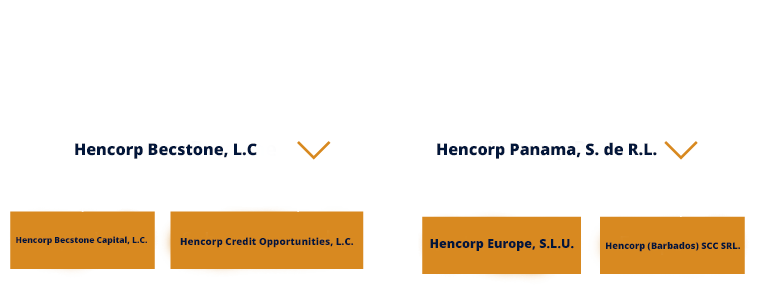 Hencorp Becstone, L.C
Hencorp Panama, S. de R.L.
Hencorp Becstone Capital, L.C.
Hencorp Credit Opportunities, L.C.
Hencorp Europe, S.L.U.
Hencorp (Barbados) SCC SRL.